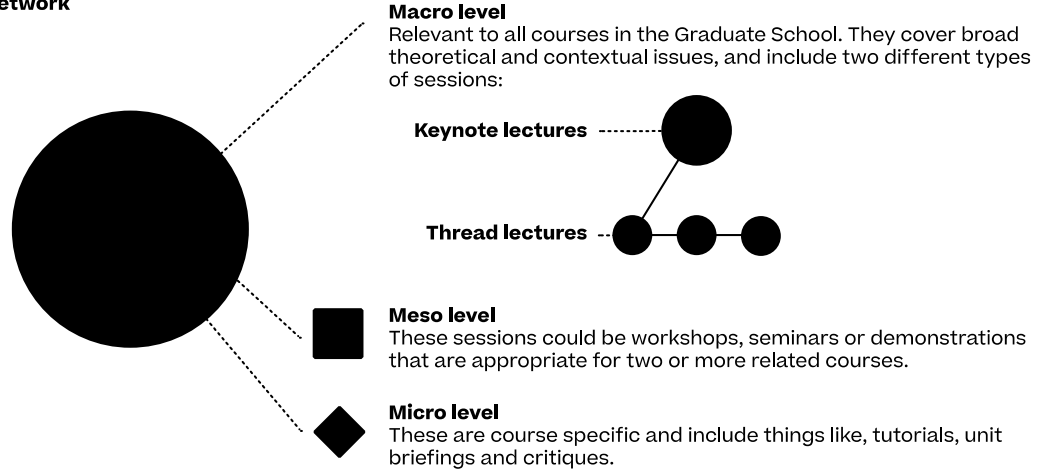 etwork
Macro level
Relevant to all courses in the Graduate School. They cover broad
theoretical and contextual issues, and include two different types
of sessions:
Keynote lectures
Thread lectures
Meso level
These sessions could be workshops, seminars or demonstrations
that are appropriate for two or more related courses.
Micro level
These are course specific and include things like, tutorials, unit
briefings and critiques.